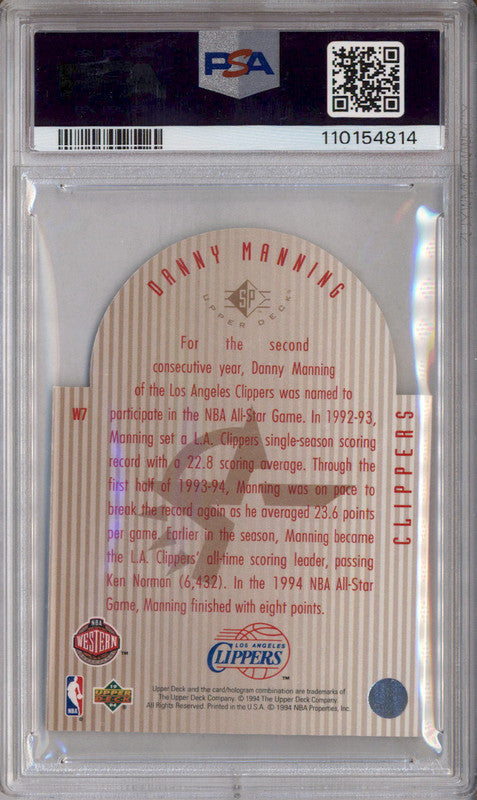 PSA
110154814
DANNY MANNING
SP
UPPER DECK
For the second
consecutive year, Danny Manning
of the Los Angeles Clippers was named to
W7
participate in the NBA All-Star Game. In 1992-93,
Manning set a L.A. Clippers single-season scoring
record with a 22.8 scoring average. Through the
first half of 1993-94, Manning was on pace to
break the record again as he averaged 23.6 points
per game. Earlier in the season, Manning became
the L.A. Clippers' all-time scoring leader, passing
Ken Norman (6,432). In the 1994 NBA All-Star
Game, Manning finished with eight points.
CLIPPERS
NBA
WESTERN
TM
LOS ANGELES
CLIPPERS
TM
NBA
UPPER
DECK
Upper Deck and the card/hologram combination are trademarks of
The Upper Deck Company. © 1994 The Upper Deck Company
All Rights Reserved. Printed in the U.S.A. © 1994 NBA Properties, Inc.